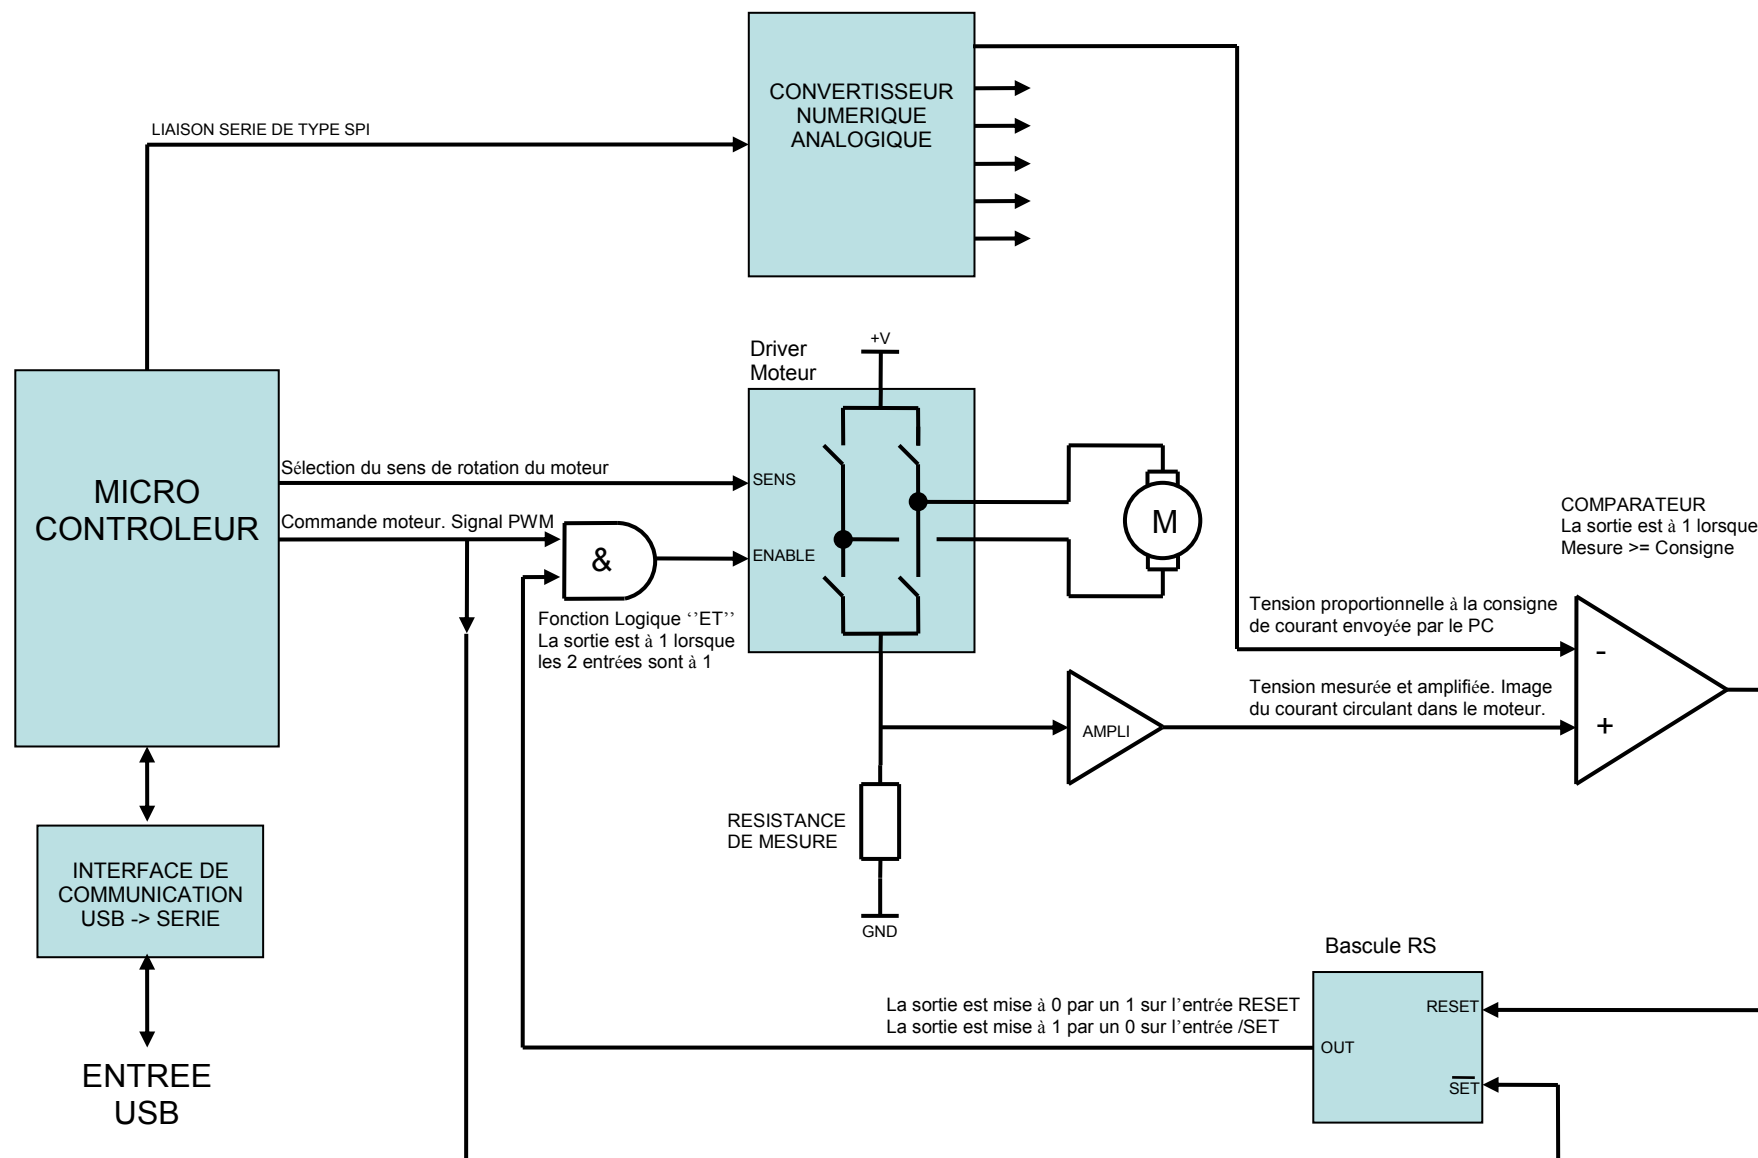 CONVERTISSEUR
NUMERIQUE
ANALOGIQUE
LIAISON SERIE DE TYPE SPI
Driver
Moteur
+V
MICRO
CONTROLEUR
Sélection du sens de rotation du moteur
SENS
Commande moteur. Signal PWM
&
ENABLE
M
Fonction Logique ‘’ET’’
La sortie est à 1 lorsque
les 2 entrées sont à 1
COMPARATEUR
La sortie est à 1 lorsque
Mesure >= Consigne
Tension proportionnelle à la consigne
de courant envoyée par le PC
-
Tension mesurée et amplifiée. Image
du courant circulant dans le moteur.
+
AMPLI
RESISTANCE
DE MESURE
GND
INTERFACE DE
COMMUNICATION
USB -> SERIE
ENTREE
USB
Bascule RS
La sortie est mise à 0 par un 1 sur l’entrée RESET
La sortie est mise à 1 par un 0 sur l’entrée /SET
RESET
OUT
SET